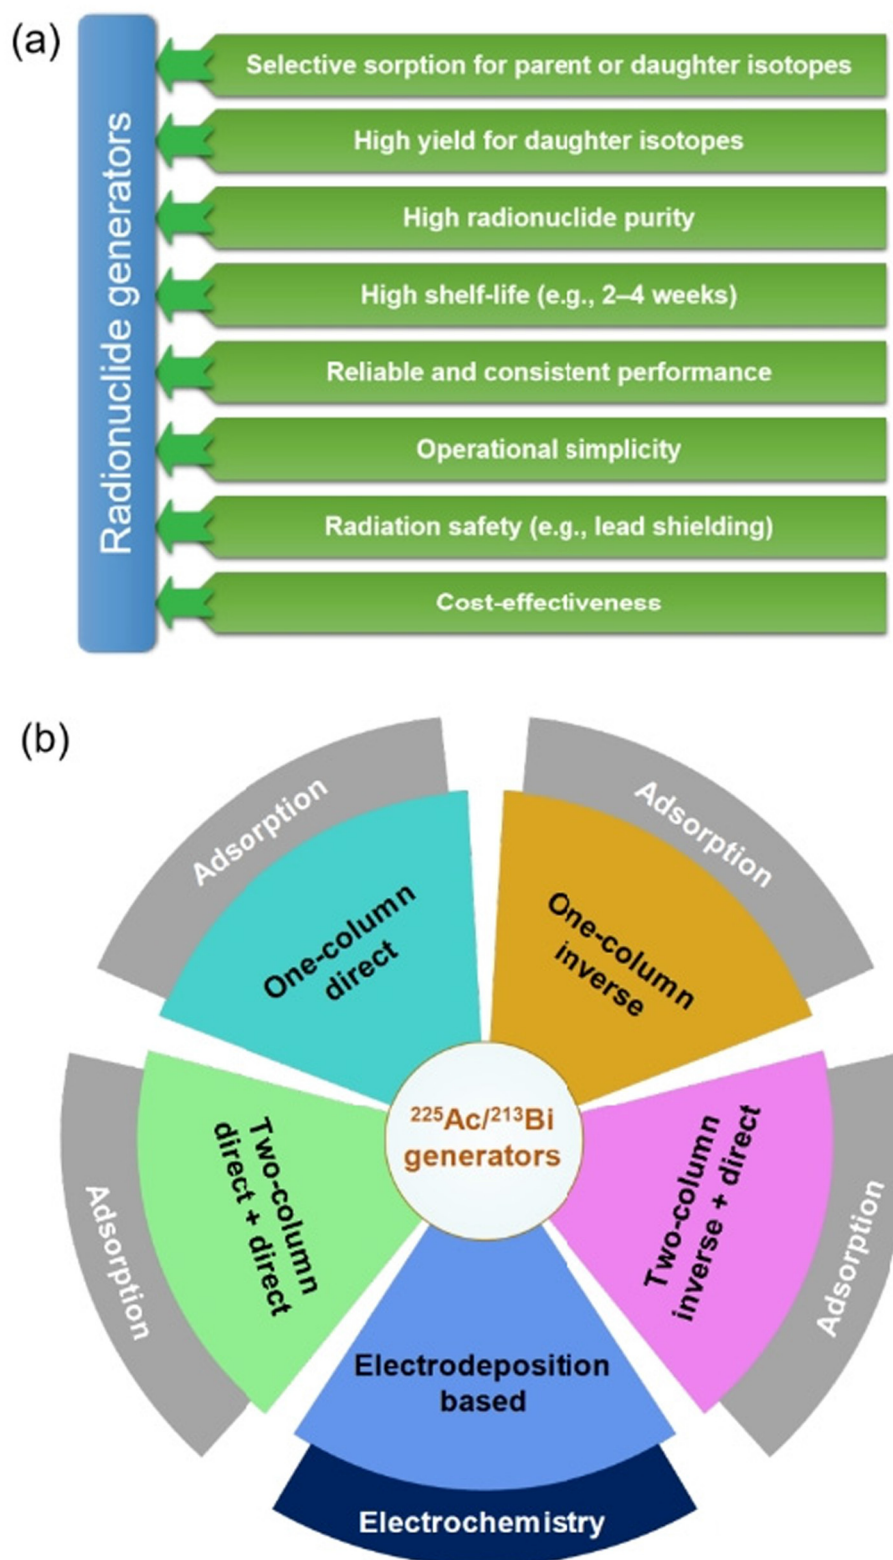 (a)
Radionuclide generators
Selective sorption for parent or daughter isotopes
High yield for daughter isotopes
High radionuclide purity
High shelf-life (e.g., 2–4 weeks)
Reliable and consistent performance
Operational simplicity
Radiation safety (e.g., lead shielding)
Cost-effectiveness
(b)
Adsorption
One-column
direct
Adsorption
One-column
inverse
Adsorption
Two-column
direct + direct
²²⁵Ac/²¹³Bi
generators
Two-column
inverse + direct
Adsorption
Electrodeposition
based
Electrochemistry